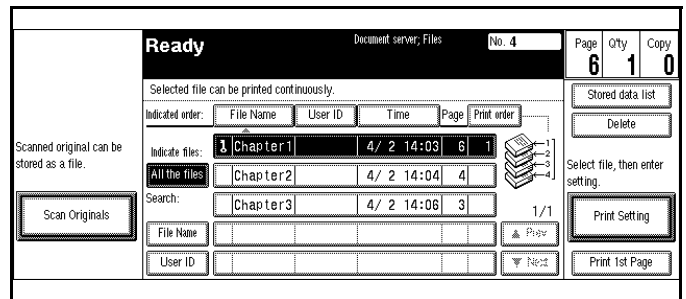 Ready
Document server; Files
No. 4
Page Q'ty Copy
6 1 0
Selected file can be printed continuously.
Indicated order: File Name User ID Time Page Print order
Scanned original can be
stored as a file.
Scan Originals
Indicate files:
All the files
Search:
File Name
User ID
1 Chapter1 4/ 2 14:03 6 1
Chapter2 4/ 2 14:04 4
Chapter3 4/ 2 14:06 3
1
2
3
4
1/1
▲ Prev
▼ Next
Stored data list
Delete
Select file, then enter
setting.
Print Setting
Print 1st Page